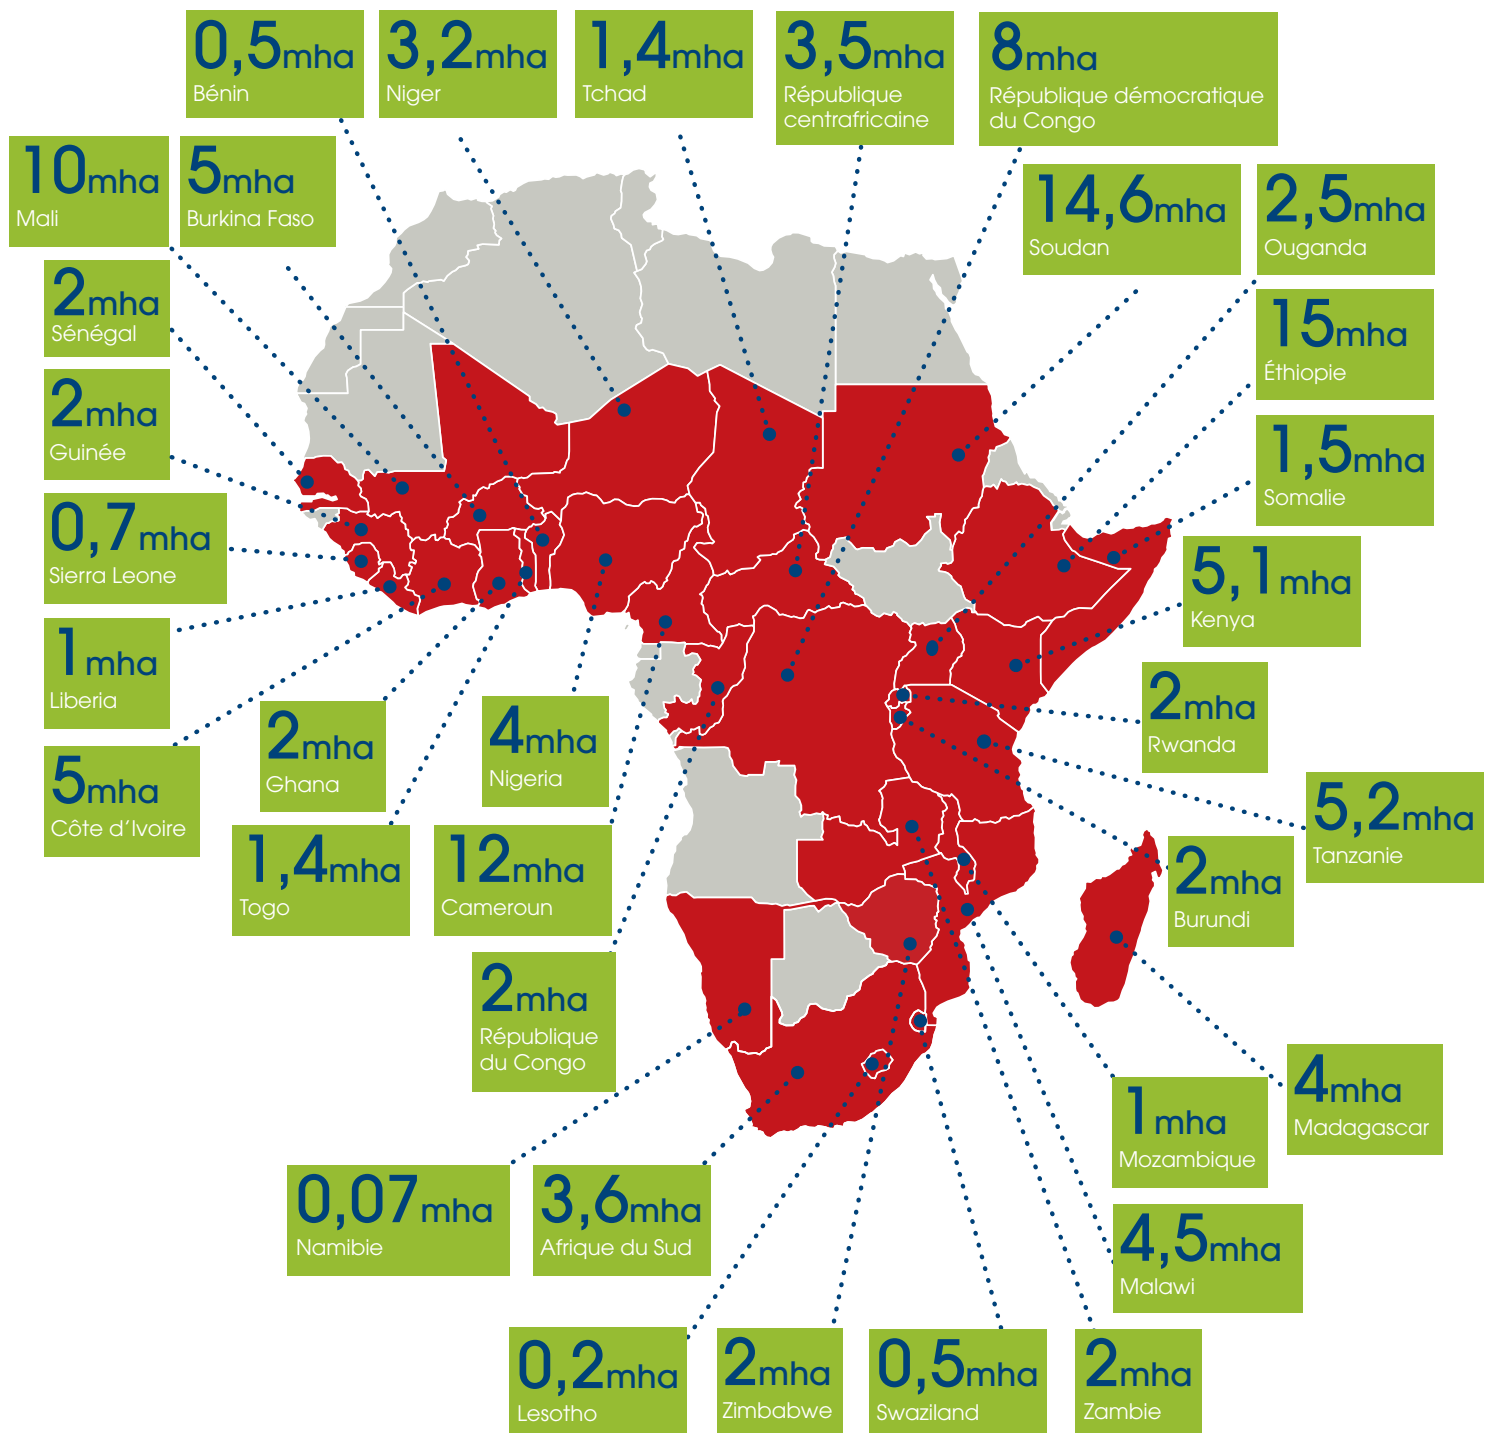 0,5mha
Bénin
3,2mha
Niger
1,4mha
Tchad
3,5mha
République
centrafricaine
8mha
République démocratique
du Congo
10mha
Mali
5mha
Burkina Faso
14,6mha
Soudan
2,5mha
Ouganda
2mha
Sénégal
15mha
Éthiopie
2mha
Guinée
1,5mha
Somalie
0,7mha
Sierra Leone
5,1mha
Kenya
1mha
Liberia
2mha
Rwanda
2mha
Ghana
4mha
Nigeria
5mha
Côte d'Ivoire
5,2mha
Tanzanie
1,4mha
Togo
12mha
Cameroun
2mha
Burundi
2mha
République
du Congo
4mha
Madagascar
1mha
Mozambique
0,07mha
Namibie
3,6mha
Afrique du Sud
4,5mha
Malawi
0,2mha
Lesotho
2mha
Zimbabwe
0,5mha
Swaziland
2mha
Zambie